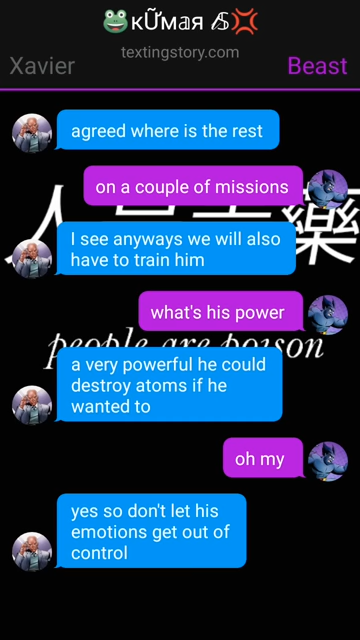 🐸кỮмαя 𝒜𝕊💢
textingstory.com
Xavier
Beast
agreed where is the rest
on a couple of missions
I see anyways we will also
have to train him
what's his power
people are poison
a very powerful he could
destroy atoms if he
wanted to
oh my
yes so don't let his
emotions get out of
control